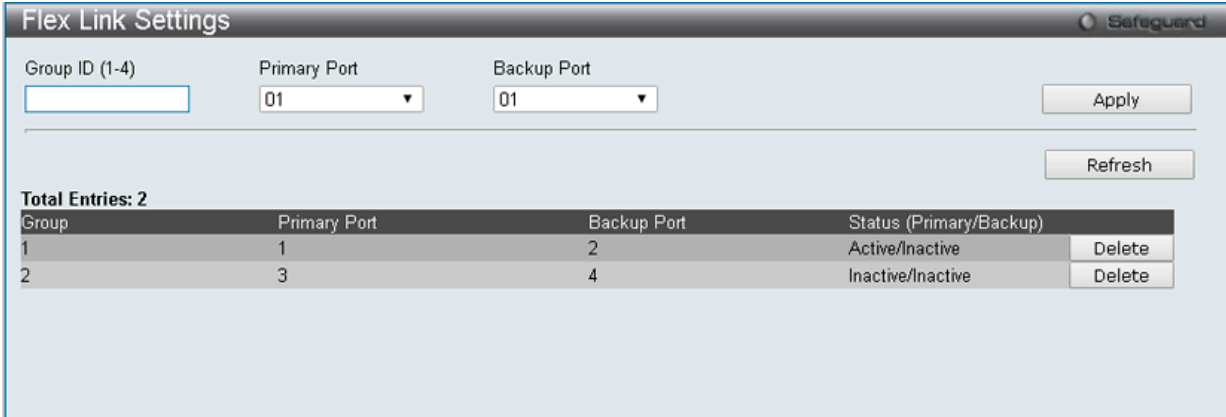 Flex Link Settings
Safeguard
Group ID (1-4) Primary Port Backup Port
01 01 Apply
Refresh
Total Entries: 2
Group Primary Port Backup Port Status (Primary/Backup)
1 1 2 Active/Inactive Delete
2 3 4 Inactive/Inactive Delete